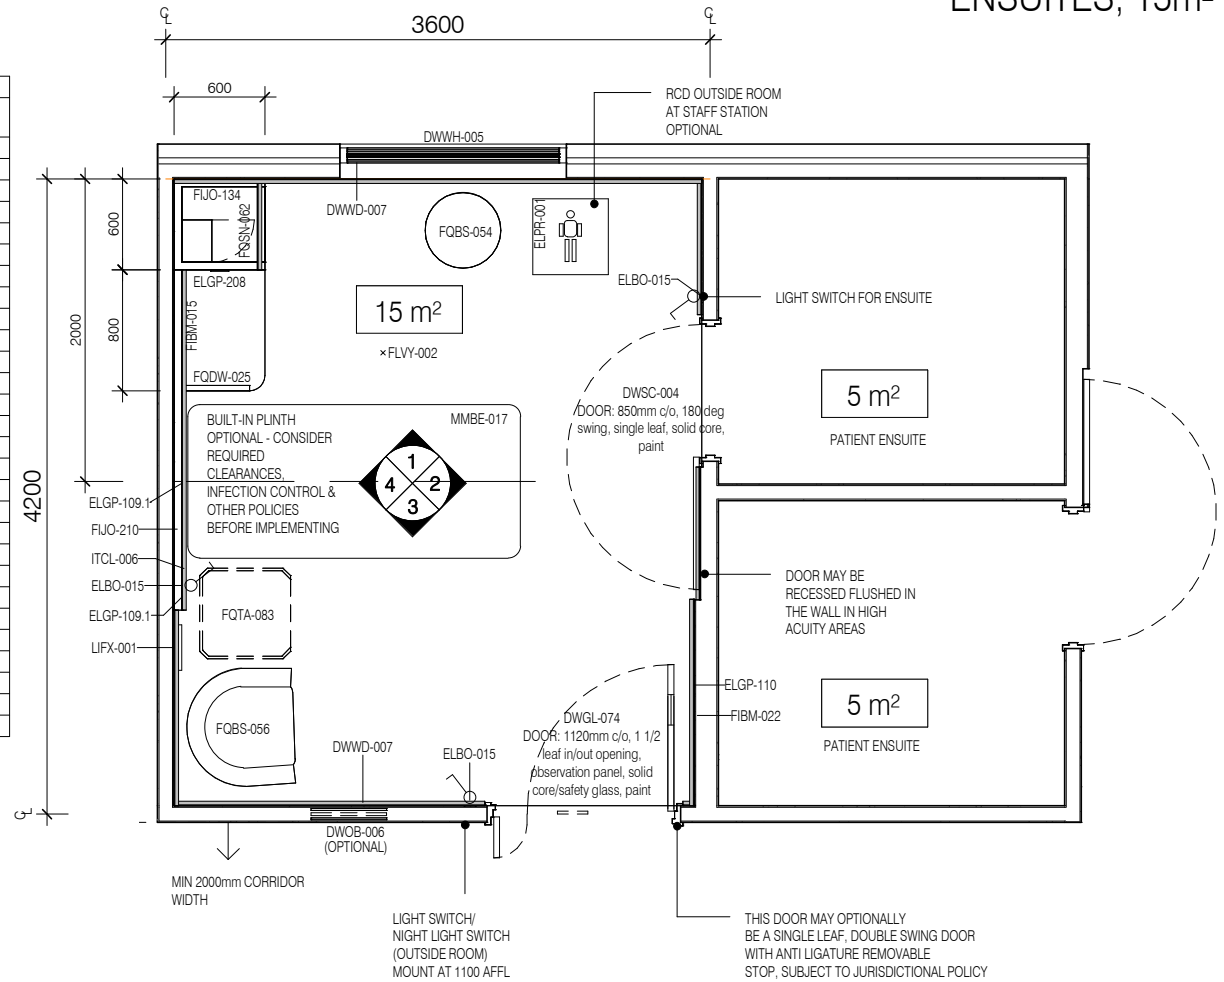 ENSUITES, 15m²
3600
600
RCD OUTSIDE ROOM
AT STAFF STATION
OPTIONAL
DWWH-005
DWWD-007
FIJO-134
FQSN-062
600
FQBS-054
ELPR-001
ELGP-208
ELBO-015
LIGHT SWITCH FOR ENSUITE
15 m²
2000
800
FIBM-015
×FLVY-002
FQDW-025
DWSC-004
DOOR: 850mm c/o, 180 deg
swing, single leaf, solid core,
paint
5 m²
PATIENT ENSUITE
BUILT-IN PLINTH
OPTIONAL - CONSIDER
REQUIRED
CLEARANCES,
INFECTION CONTROL &
OTHER POLICIES
BEFORE IMPLEMENTING
MMBE-017
1
4 2
3
4200
ELGP-109.1
FIJO-210
ITCL-006
ELBO-015
ELGP-109.1
LIFX-001
FQTA-083
DOOR MAY BE
RECESSED FLUSHED IN
THE WALL IN HIGH
ACUITY AREAS
ELGP-110
FIBM-022
5 m²
PATIENT ENSUITE
FQBS-056
DWWD-007
ELBO-015
DWGL-074
DOOR: 1120mm c/o, 1 1/2
leaf in/out opening,
observation panel, solid
core/safety glass, paint
DWOB-006
(OPTIONAL)
MIN 2000mm CORRIDOR
WIDTH
LIGHT SWITCH/
NIGHT LIGHT SWITCH
(OUTSIDE ROOM)
MOUNT AT 1100 AFFL
THIS DOOR MAY OPTIONALLY
BE A SINGLE LEAF, DOUBLE SWING DOOR
WITH ANTI LIGATURE REMOVABLE
STOP, SUBJECT TO JURISDICTIONAL POLICY